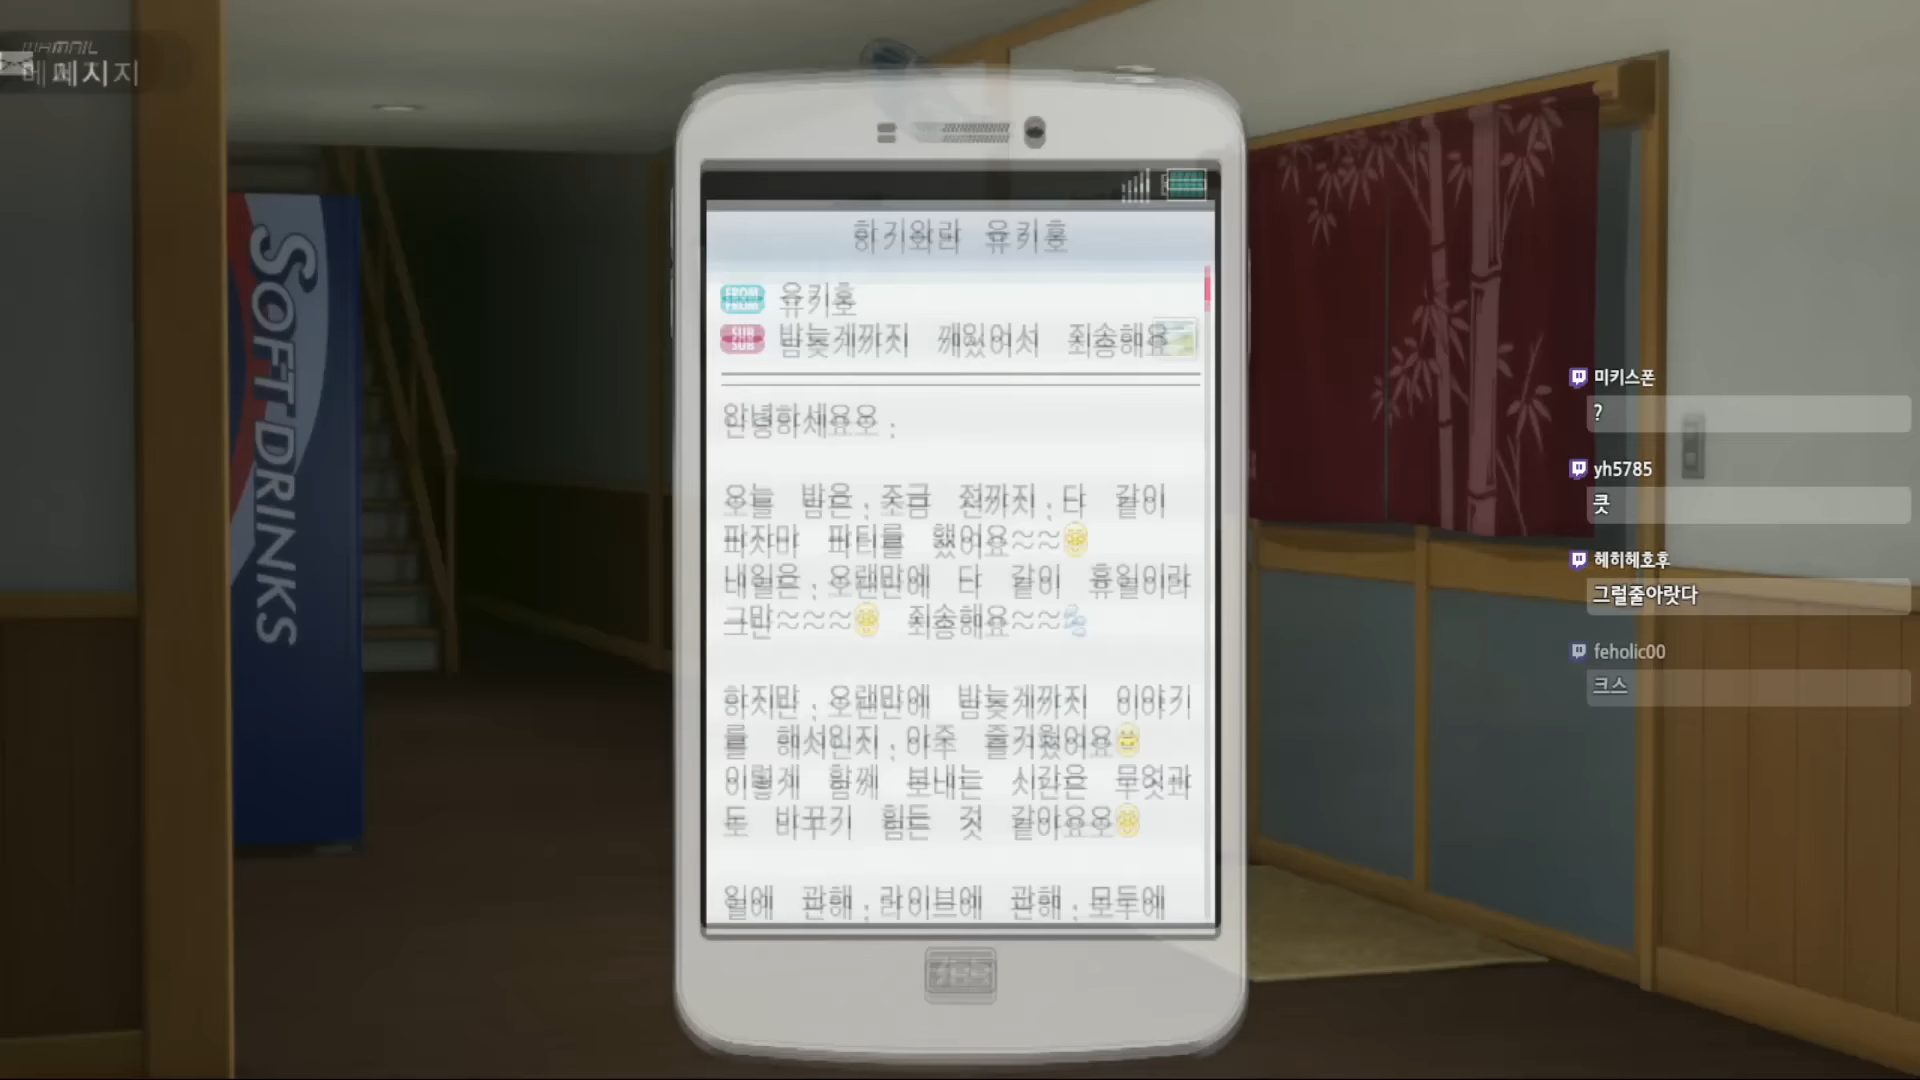 메시지
하기와라 유키호
FROM 유키호
SUB 밤늦게까지 깨있어서 죄송해요
안녕하세요오.
오늘 밤은, 조금 전까지, 다 같이
파자마 파티를 했어요~~
내일은, 오랜만에 다 같이 휴일이라
그만~~~ 죄송해요~~
하지만, 오랜만에 밤늦게까지 이야기
를 해서인지, 아주 즐거웠어요
이렇게 함께 보내는 시간은 무엇과
도 바꾸기 힘든 것 같아요오
일에 관해, 라이브에 관해, 모두에
SOFTDRINKS
미키스폰
?
yh5785
큿
헤히헤호후
그럴줄아랏다
feholic00
크스